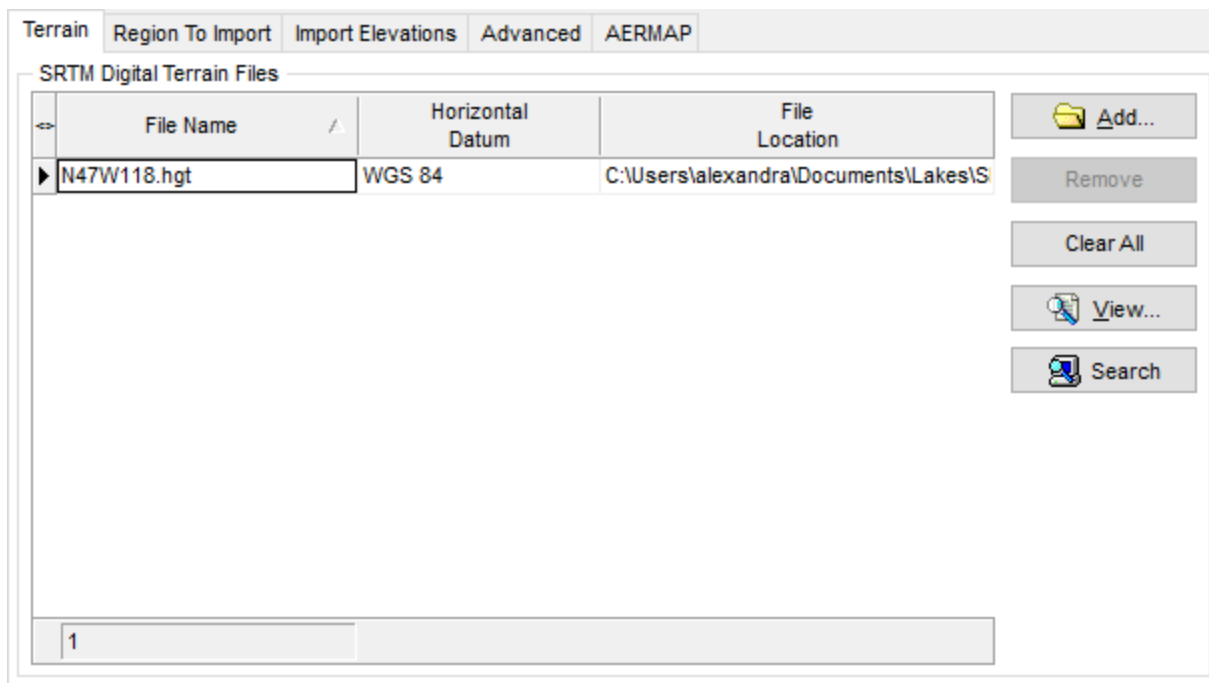 Terrain Region To Import Import Elevations Advanced AERMAP
SRTM Digital Terrain Files
File Name
Horizontal
Datum
File
Location
N47W118.hgt WGS 84 C:\Users\alexandra\Documents\Lakes\S
Add...
Remove
Clear All
View...
Search
1